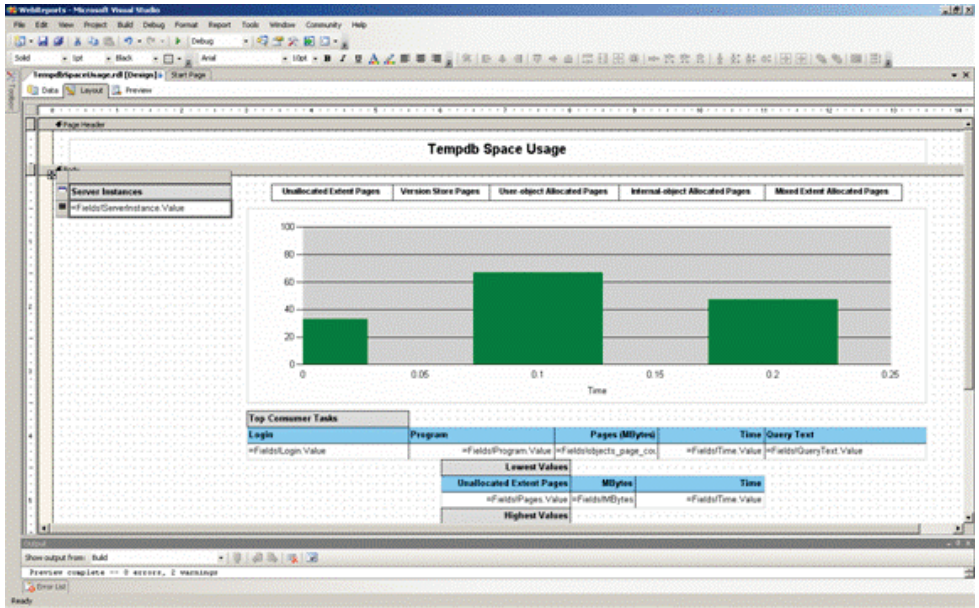 WebReports - Microsoft Visual Studio
File Edit View Project Build Debug Format Report Tools Window Community Help
Debug
Solid 1pt Black Arial 10pt B I U A
TempdbSpaceUsage.rdl [Design] Start Page
Toolbox
Data Layout Preview
Page Header
Tempdb Space Usage
Body
Server Instances
=Fields!ServerInstance.Value
Unallocated Extent Pages Version Store Pages User-object Allocated Pages Internal-object Allocated Pages Mixed Extent Allocated Pages
100
80
60
40
20
0
0 0.05 0.1 0.15 0.2 0.25
Time
Top Consumer Tasks
Login Program Pages (MBytes) Time Query Text
=Fields!Login.Value =Fields!Program.Value =Fields!objects_page_cou =Fields!Time.Value =Fields!QueryText.Value
Lowest Values
Unallocated Extent Pages MBytes Time
=Fields!Pages.Value =Fields!MBytes =Fields!Time.Value
Highest Values
Output
Show output from: Build
Preview complete -- 0 errors, 2 warnings
Error List
Ready